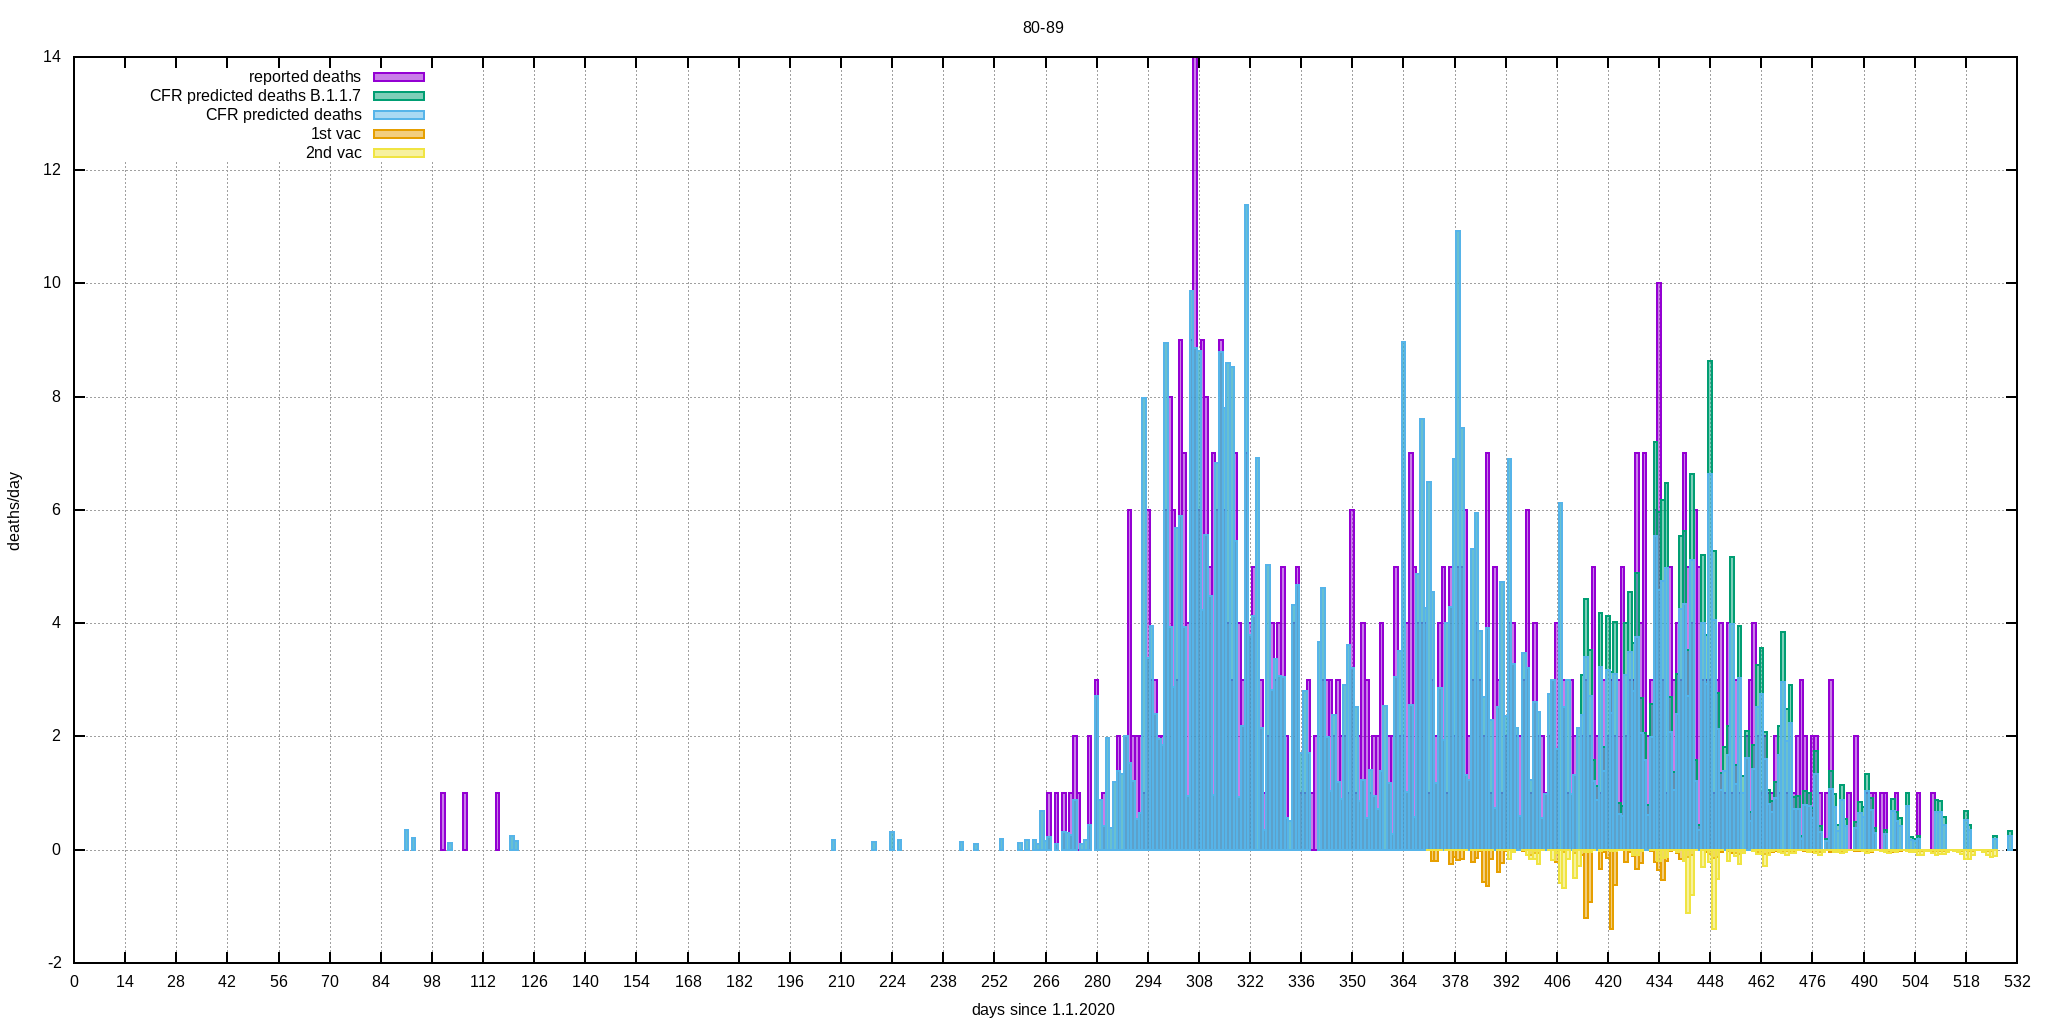 80-89
14
reported deaths
CFR predicted deaths B.1.1.7
CFR predicted deaths
1st vac
2nd vac
12
10
8
6
4
2
0
-2
deaths/day
0 14 28 42 56 70 84 98 112 126 140 154 168 182 196 210 224 238 252 266 280 294 308 322 336 350 364 378 392 406 420 434 448 462 476 490 504 518 532
days since 1.1.2020